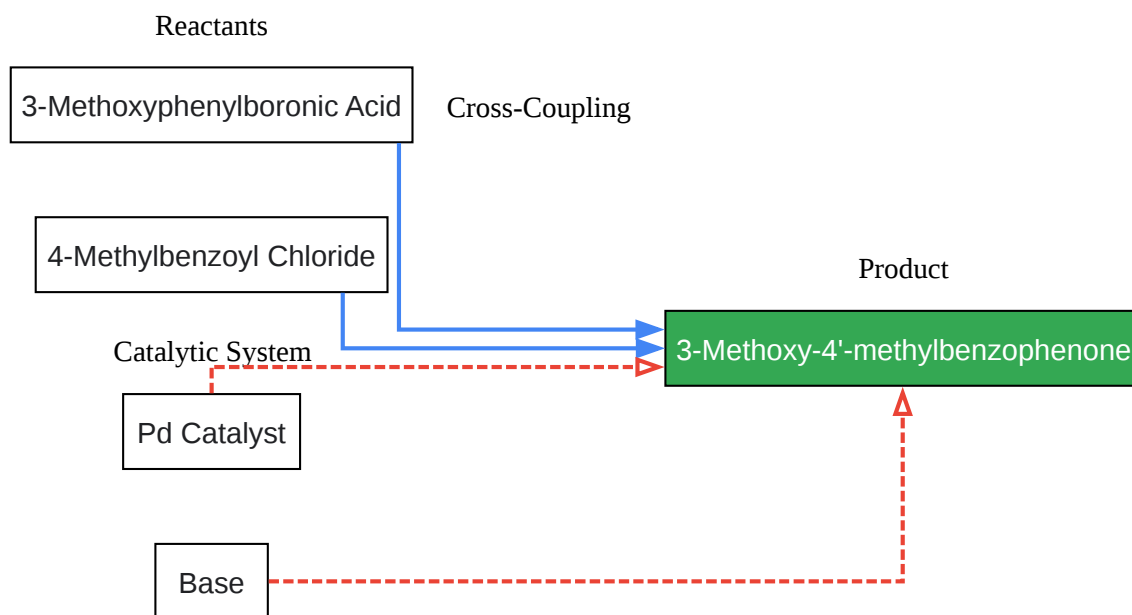 Reactants
3-Methoxyphenylboronic Acid
Cross-Coupling
4-Methylbenzoyl Chloride
Product
3-Methoxy-4'-methylbenzophenone
Catalytic System
Pd Catalyst
Base